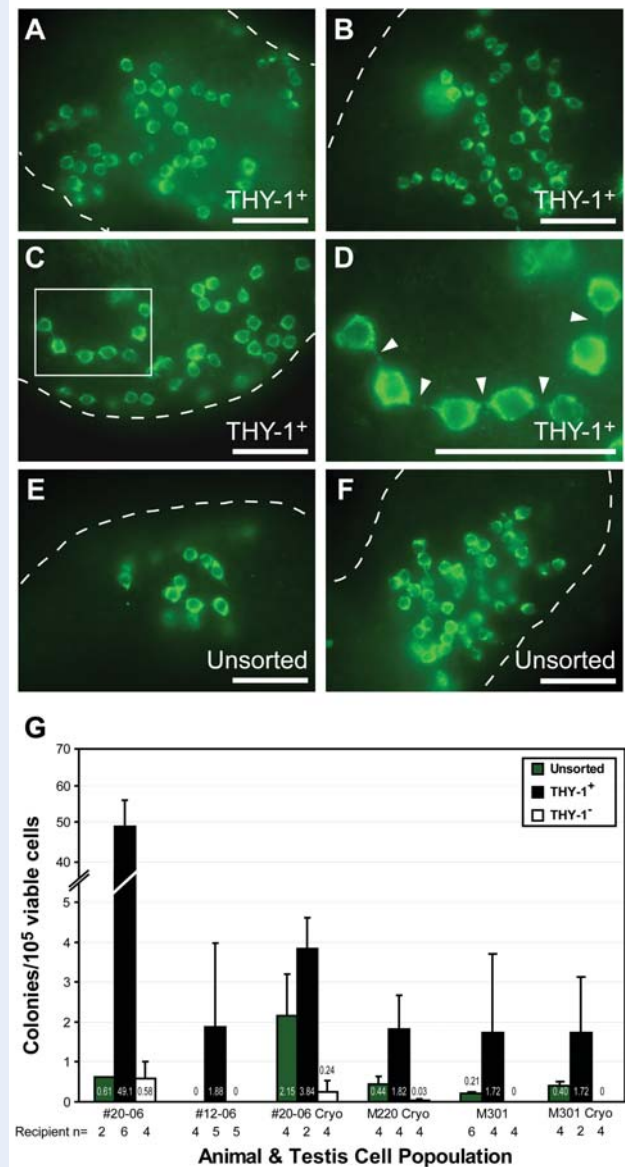 A
THY-1⁺
B
THY-1⁺
C
THY-1⁺
D
THY-1⁺
E
Unsorted
F
Unsorted
G
Unsorted
THY-1⁺
THY-1⁻
Colonies/10⁵ viable cells
70
60
50
40
5
4
3
2
1
0
0.61 49.1 0.58
0 1.88 0
2.15 3.84 0.24
0.44 1.82 0.03
0.21 1.72 0
0.40 1.72 0
#20-06 #12-06 #20-06 Cryo M220 Cryo M301 M301 Cryo
Recipient n= 2 6 4 4 5 5 4 2 4 4 4 4 6 4 4 4 2 4
Animal & Testis Cell Popoulation